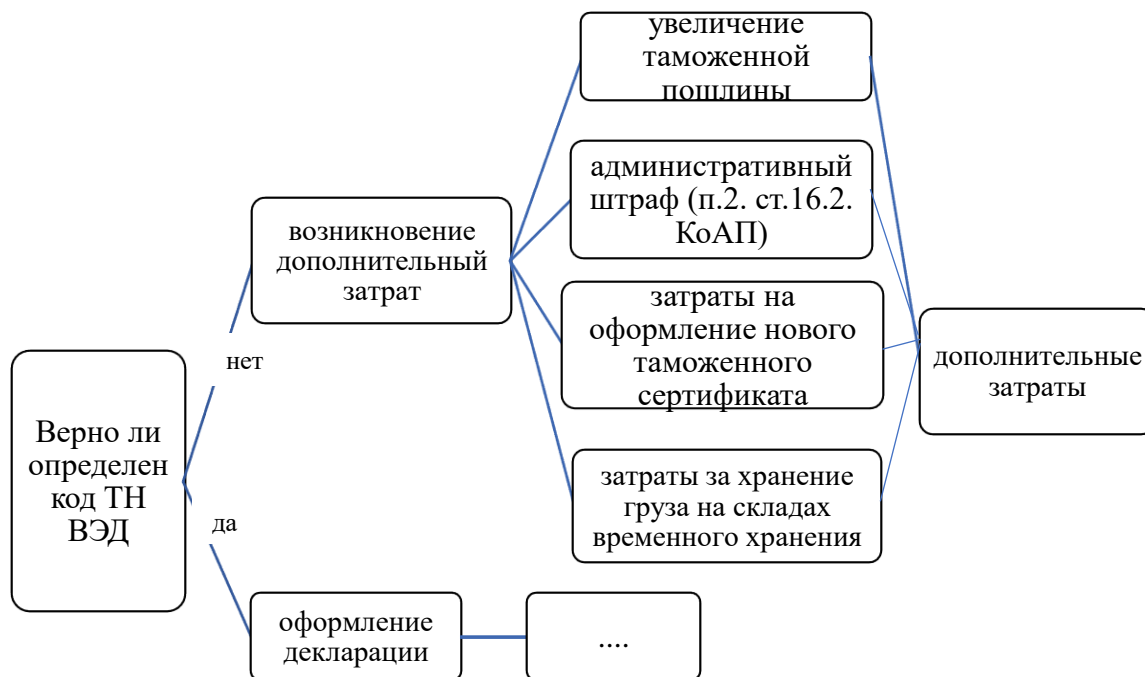 увеличение
таможенной
пошлины
административный
штраф (п.2. ст.16.2.
КоАП)
возникновение
дополнительный
затрат
затраты на
оформление нового
таможенного
сертификата
дополнительные
затраты
нет
Верно ли
определен
код ТН
ВЭД
затраты за хранение
груза на складах
временного хранения
да
оформление
декларации
....